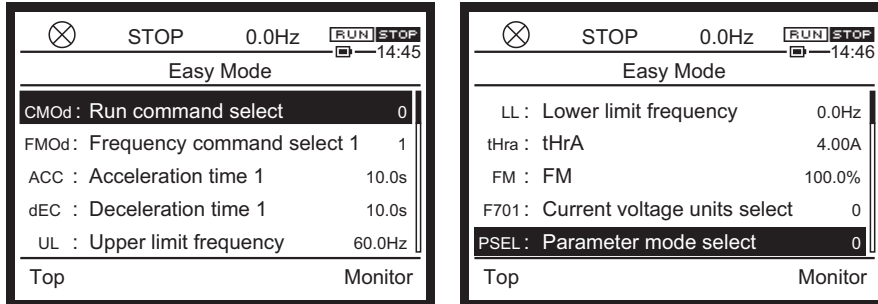 STOP 0.0Hz RUN STOP
14:45
Easy Mode
CMOd : Run command select 0
FMOd : Frequency command select 1 1
ACC : Acceleration time 1 10.0s
dEC : Deceleration time 1 10.0s
UL : Upper limit frequency 60.0Hz
Top Monitor
STOP 0.0Hz RUN STOP
14:46
Easy Mode
LL : Lower limit frequency 0.0Hz
tHra : tHrA 4.00A
FM : FM 100.0%
F701 : Current voltage units select 0
PSEL : Parameter mode select 0
Top Monitor